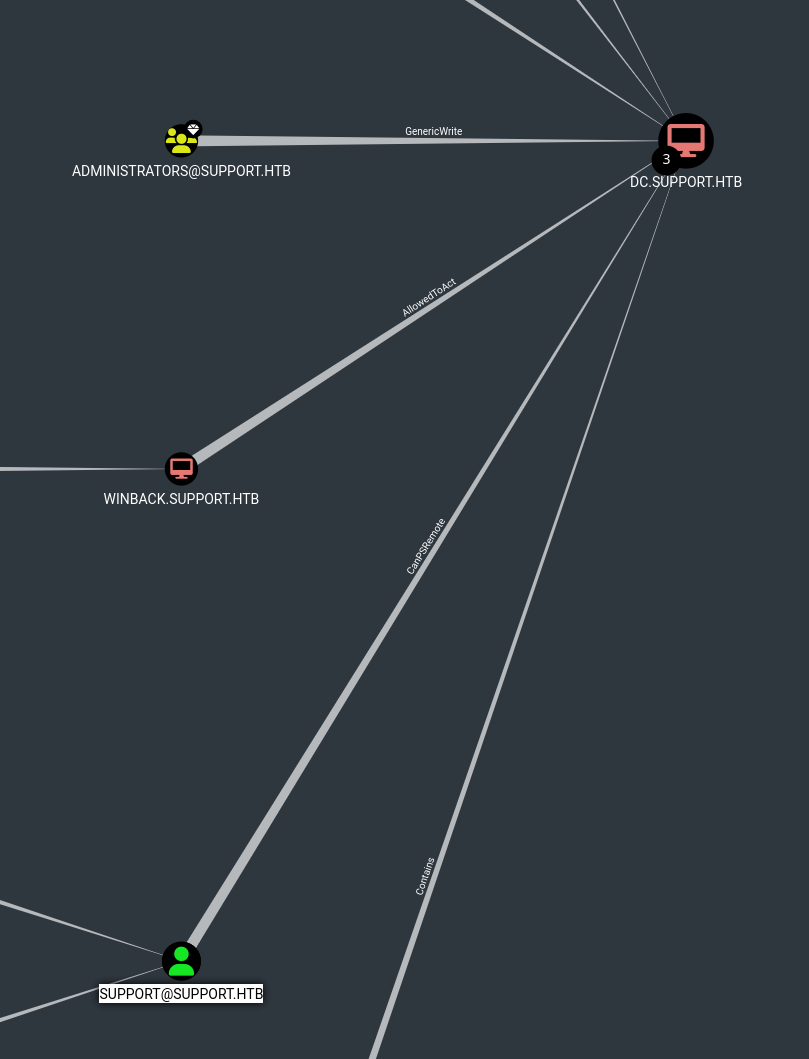 GenericWrite
3
ADMINISTRATORS@SUPPORT.HTB
DC.SUPPORT.HTB
AllowedToAct
WINBACK.SUPPORT.HTB
CanPSRemote
Contains
SUPPORT@SUPPORT.HTB